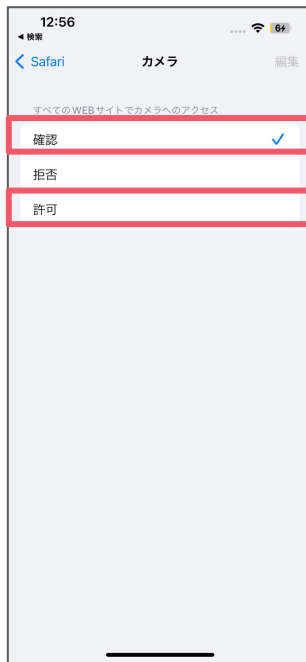 12:56
64
◀ 検索
Safari
カメラ
編集
すべてのWEBサイトでカメラへのアクセス
確認
拒否
許可